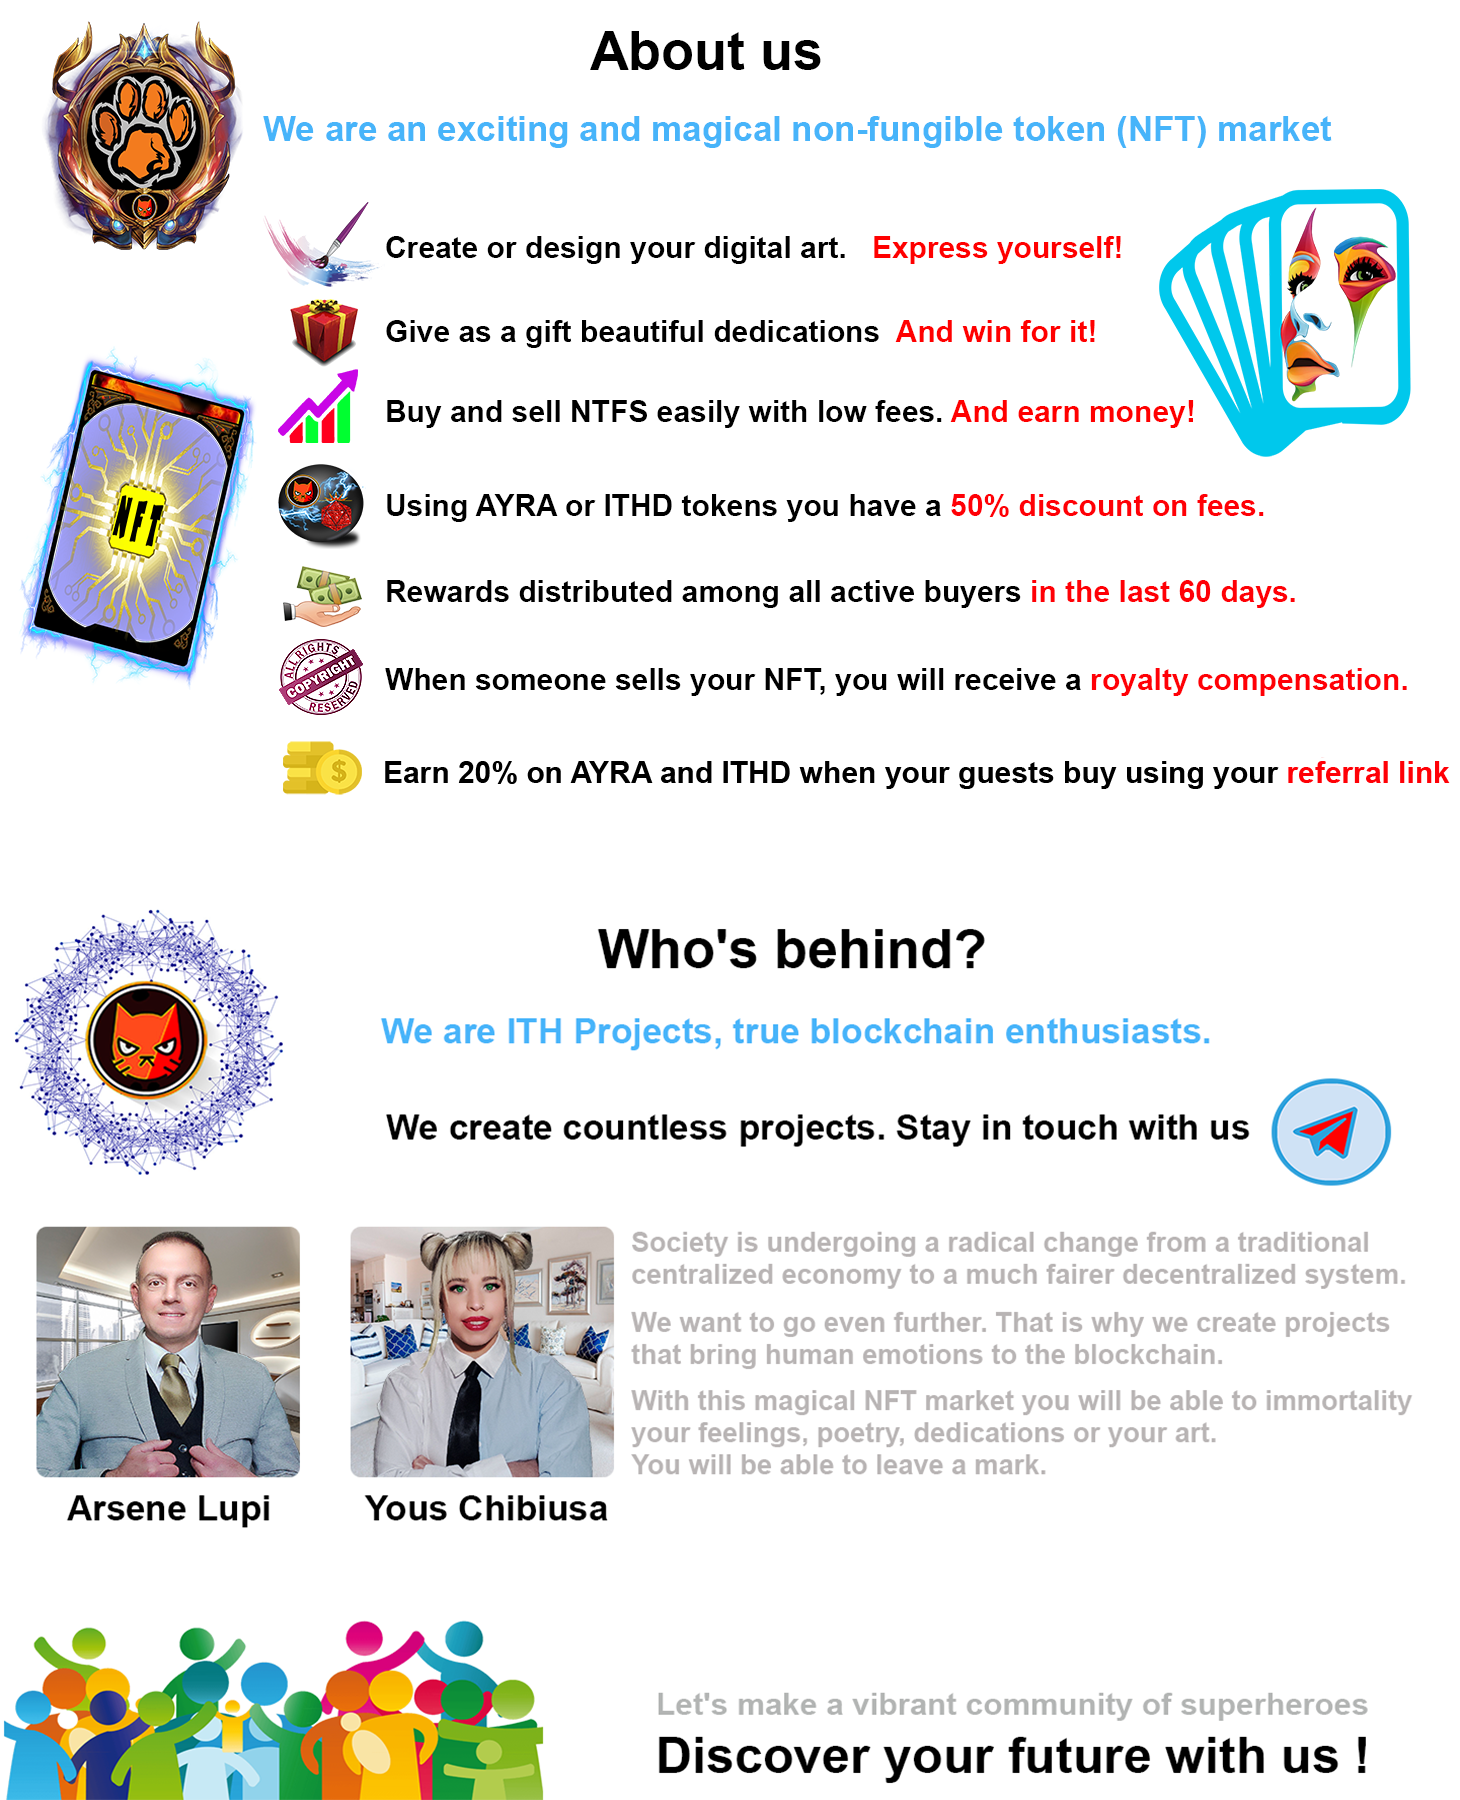 About us
We are an exciting and magical non-fungible token (NFT) market
Create or design your digital art. Express yourself!
Give as a gift beautiful dedications And win for it!
Buy and sell NTFS easily with low fees. And earn money!
NFT
Using AYRA or ITHD tokens you have a 50% discount on fees.
Rewards distributed among all active buyers in the last 60 days.
ALL RIGHTS
COPYRIGHT
RESERVED
When someone sells your NFT, you will receive a royalty compensation.
$
Earn 20% on AYRA and ITHD when your guests buy using your referral link
Who's behind?
We are ITH Projects, true blockchain enthusiasts.
We create countless projects. Stay in touch with us
Society is undergoing a radical change from a traditional
centralized economy to a much fairer decentralized system.
We want to go even further. That is why we create projects
that bring human emotions to the blockchain.
With this magical NFT market you will be able to immortality
your feelings, poetry, dedications or your art.
You will be able to leave a mark.
Arsene Lupi
Yous Chibiusa
Let's make a vibrant community of superheroes
Discover your future with us !